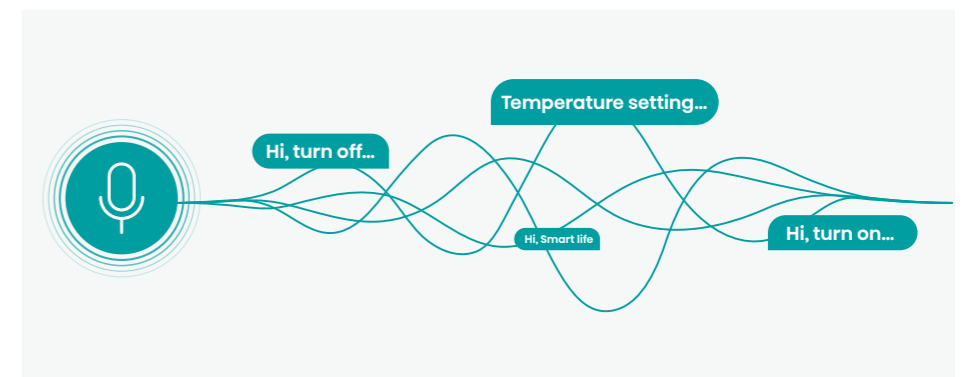 Temperature setting...
Hi, turn off...
Hi, Smart life
Hi, turn on...